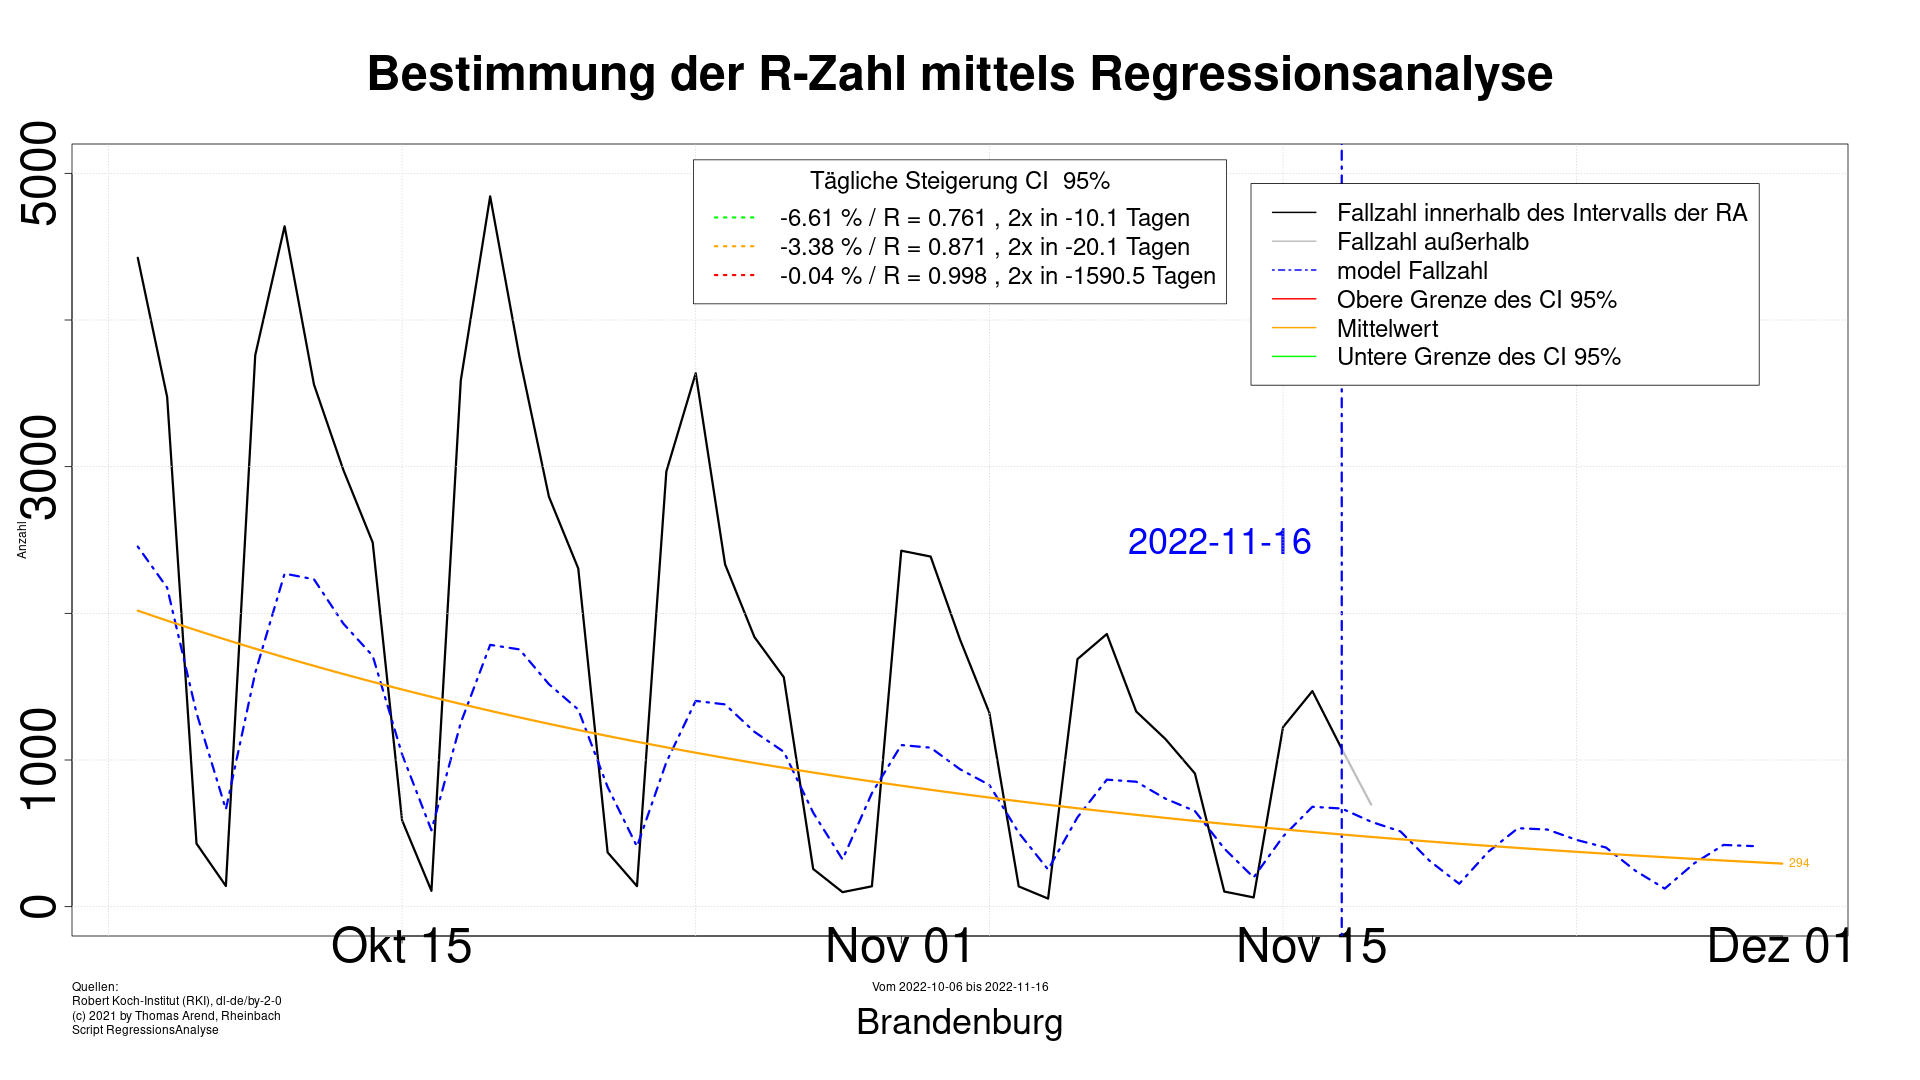 Bestimmung der R-Zahl mittels Regressionsanalyse
Tägliche Steigerung CI  95%
-6.61 % / R = 0.761 , 2x in -10.1 Tagen
-3.38 % / R = 0.871 , 2x in -20.1 Tagen
-0.04 % / R = 0.998 , 2x in -1590.5 Tagen
Fallzahl innerhalb des Intervalls der RA
Fallzahl außerhalb
model Fallzahl
Obere Grenze des CI 95%
Mittelwert
Untere Grenze des CI 95%
5000
3000
1000
0
Anzahl
2022-11-16
294
Okt 15
Nov 01
Nov 15
Dez 01
Quellen:
Robert Koch-Institut (RKI), dl-de/by-2-0
(c) 2021 by Thomas Arend, Rheinbach
Script RegressionsAnalyse
Vom 2022-10-06 bis 2022-11-16
Brandenburg